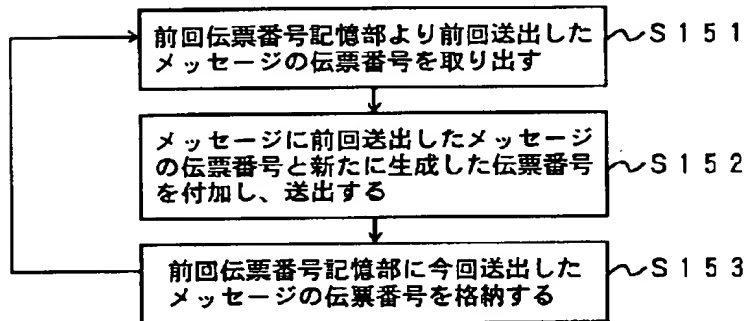 前回伝票番号記憶部より前回送出した
メッセージの伝票番号を取り出す
S151
メッセージに前回送出したメッセージ
の伝票番号と新たに生成した伝票番号
を付加し、送出する
S152
前回伝票番号記憶部に今回送出した
メッセージの伝票番号を格納する
S153